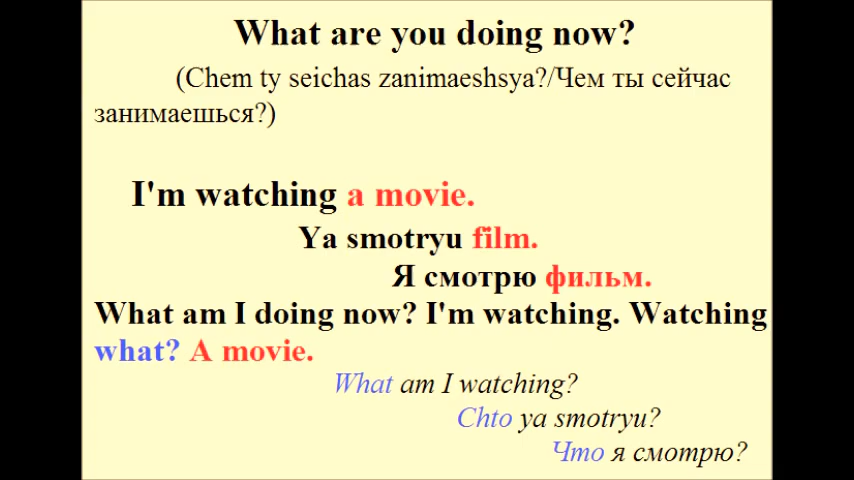 What are you doing now?
(Chem ty seichas zanimaeshsya?/Чем ты сейчас
занимаешься?)
I'm watching a movie.
Ya smotryu film.
Я смотрю фильм.
What am I doing now? I'm watching. Watching
what? A movie.
What am I watching?
Chto ya smotryu?
Что я смотрю?